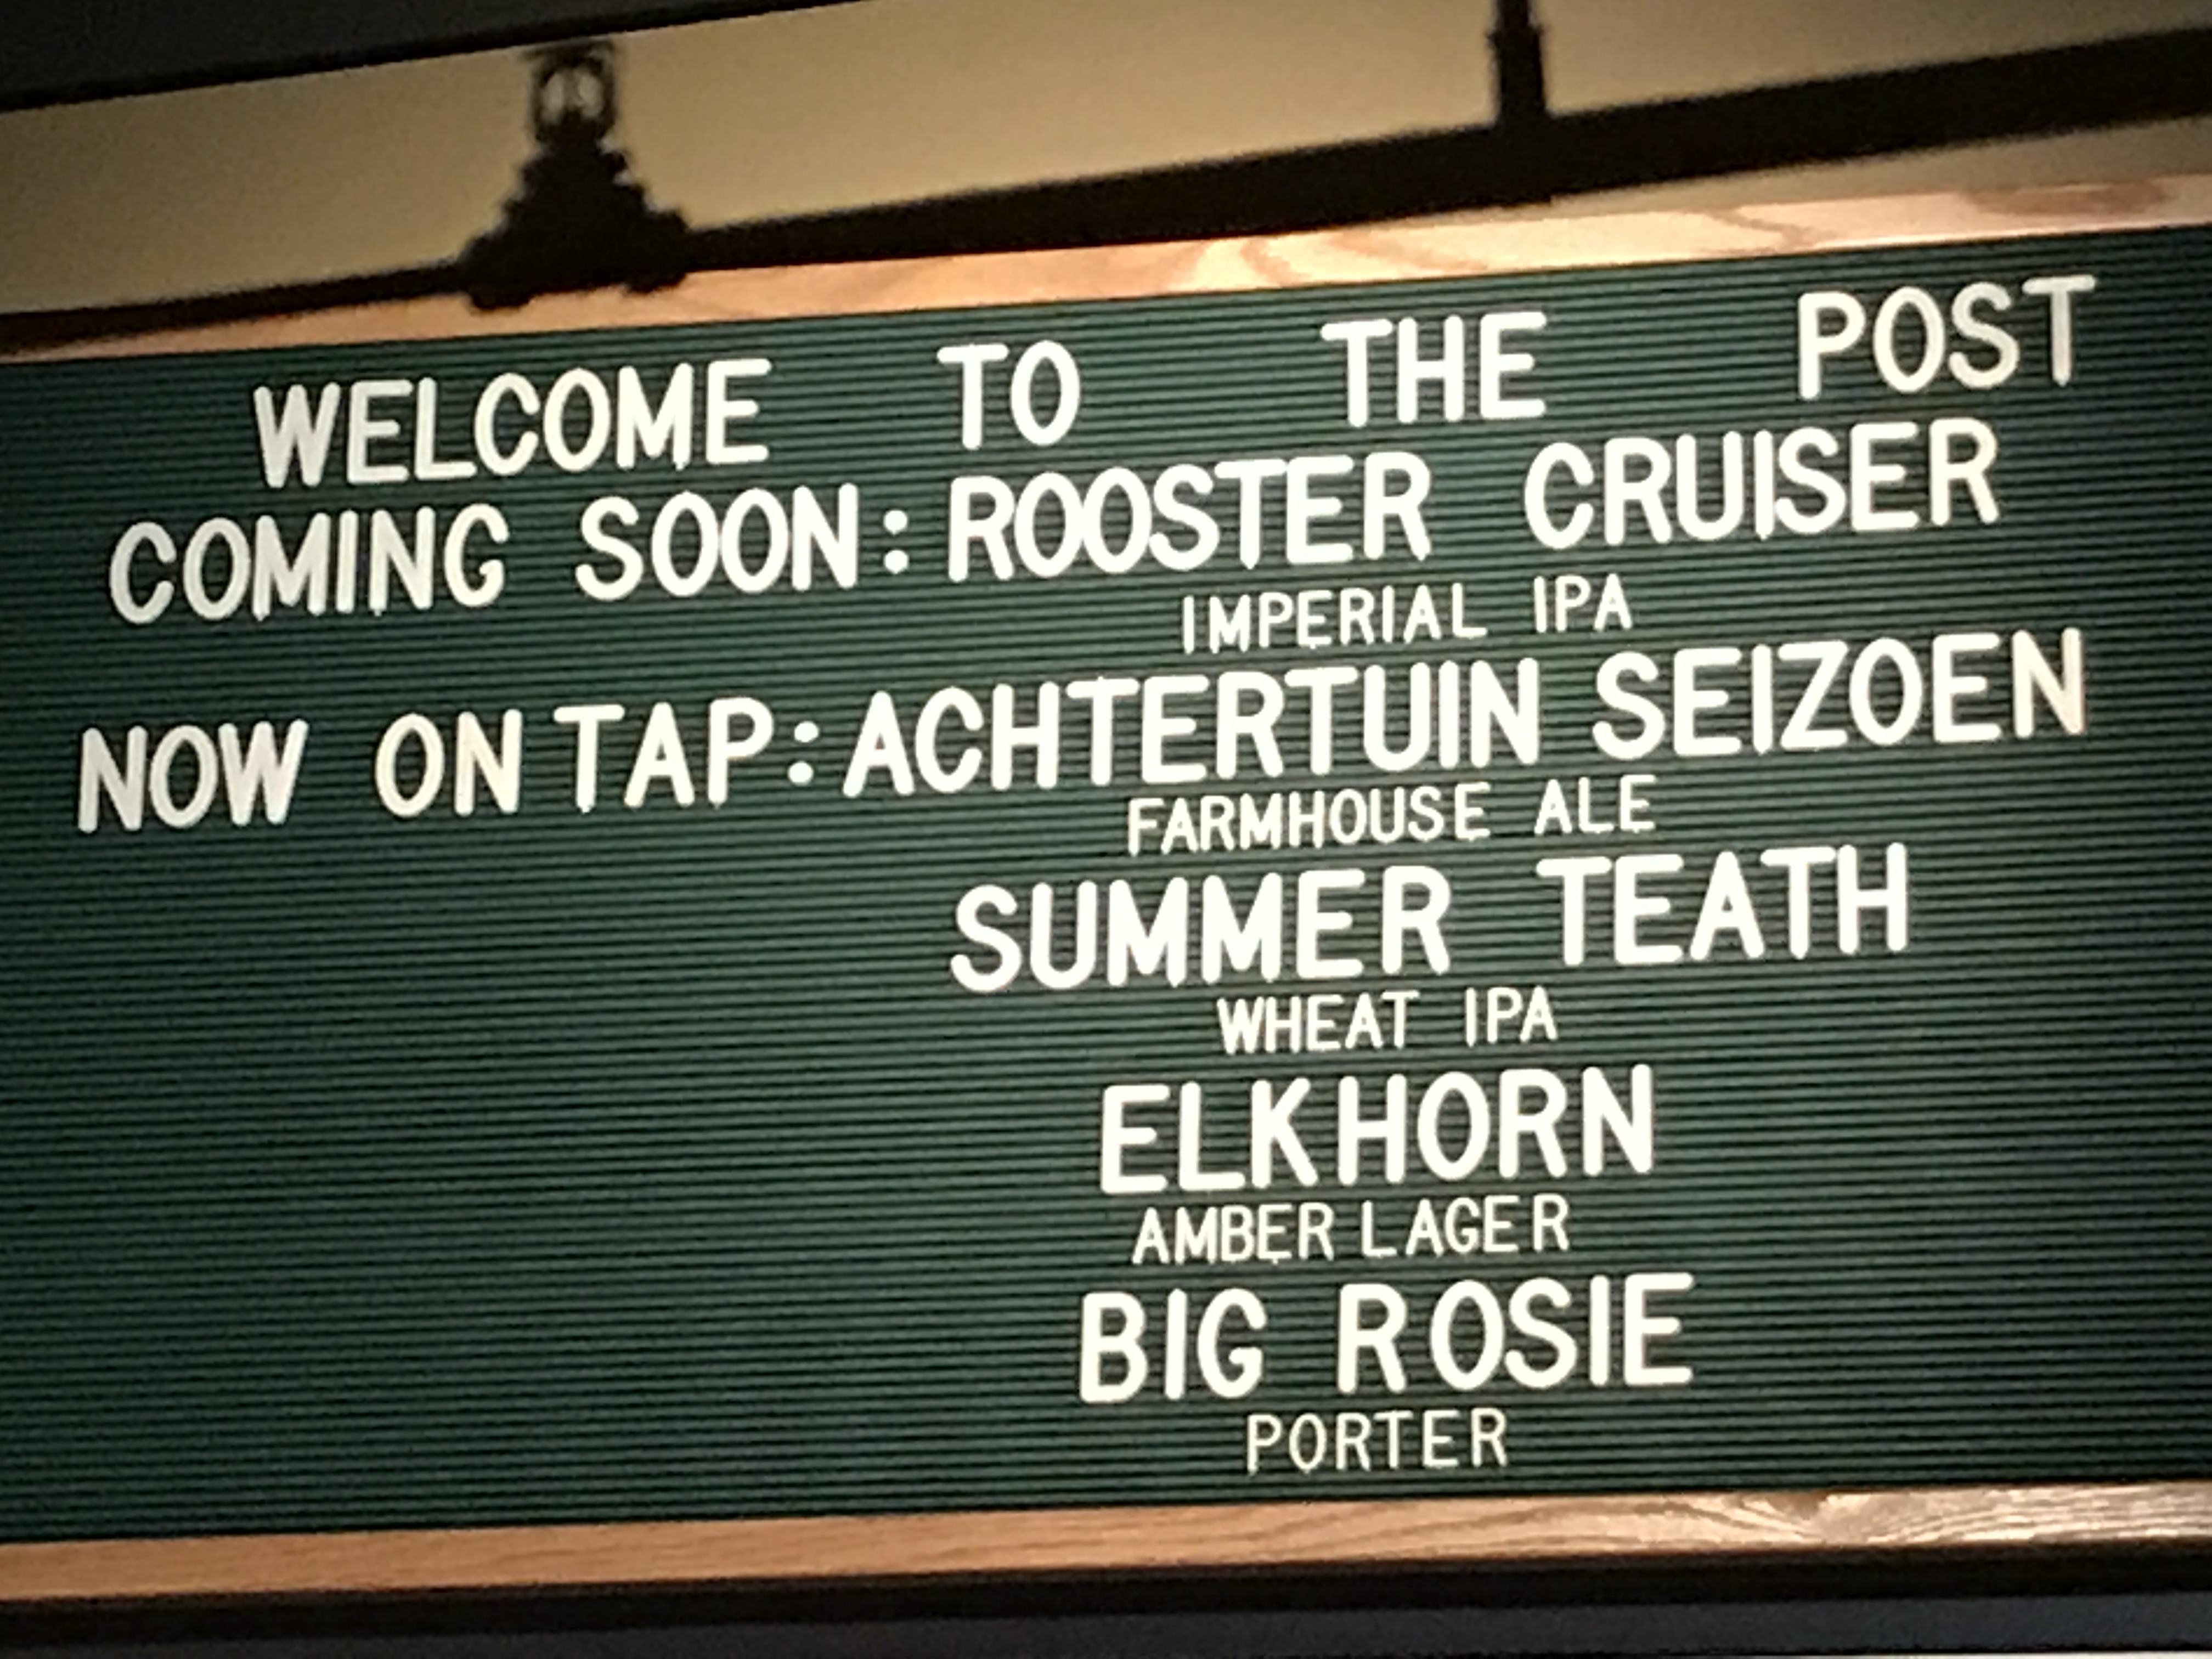 WELCOME TO THE POST
COMING SOON: ROOSTER CRUISER
IMPERIAL IPA
NOW ON TAP: ACHTERTUIN SEIZOEN
FARMHOUSE ALE
SUMMER TEATH
WHEAT IPA
ELKHORN
AMBER LAGER
BIG ROSIE
PORTER